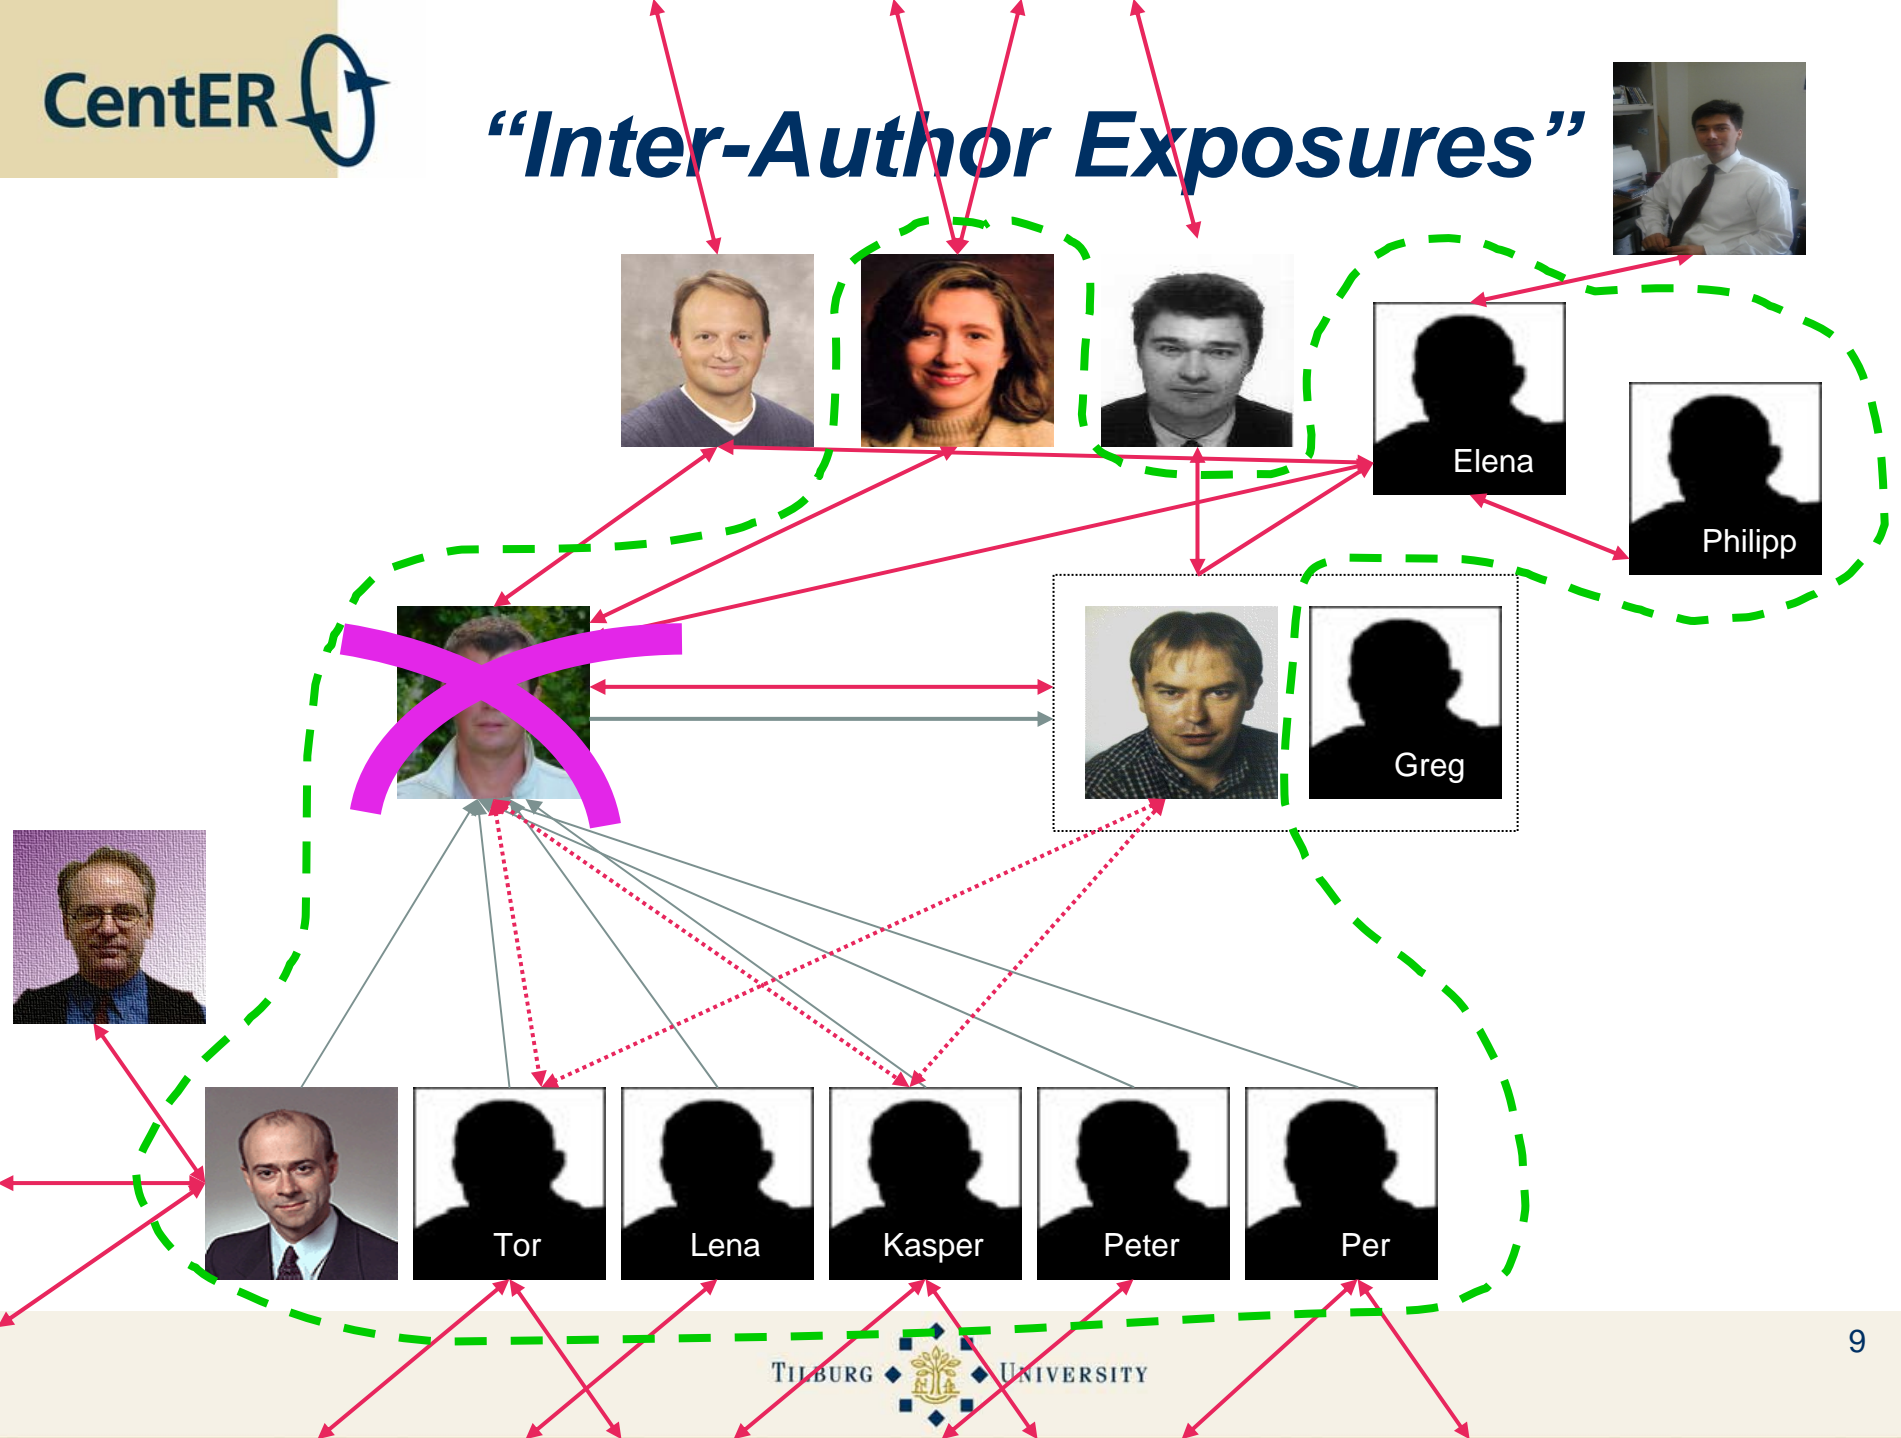 CentER
“Inter-Author Exposures”
Elena
Philipp
Greg
Tor
Lena
Kasper
Peter
Per
TILBURG UNIVERSITY
9